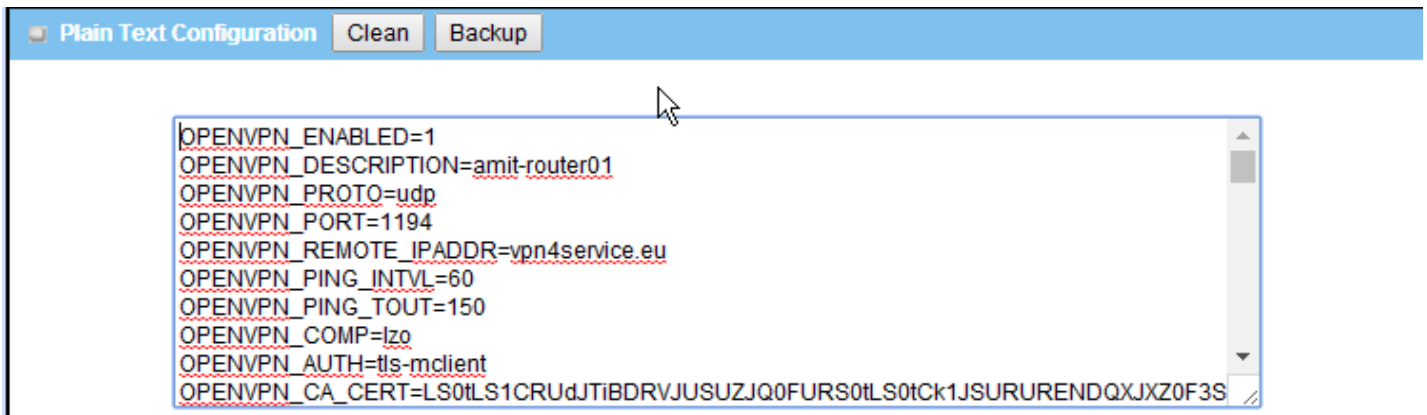 Plain Text Configuration Clean Backup
OPENVPN_ENABLED=1
OPENVPN_DESCRIPTION=amit-router01
OPENVPN_PROTO=udp
OPENVPN_PORT=1194
OPENVPN_REMOTE_IPADDR=vpn4service.eu
OPENVPN_PING_INTVL=60
OPENVPN_PING_TOUT=150
OPENVPN_COMP=lzo
OPENVPN_AUTH=tls-mclient
OPENVPN_CA_CERT=LS0tLS1CRUdJTiBDRVJUSUZJQ0FURS0tLS0tCk1JSURURENDQXJXZ0F3S